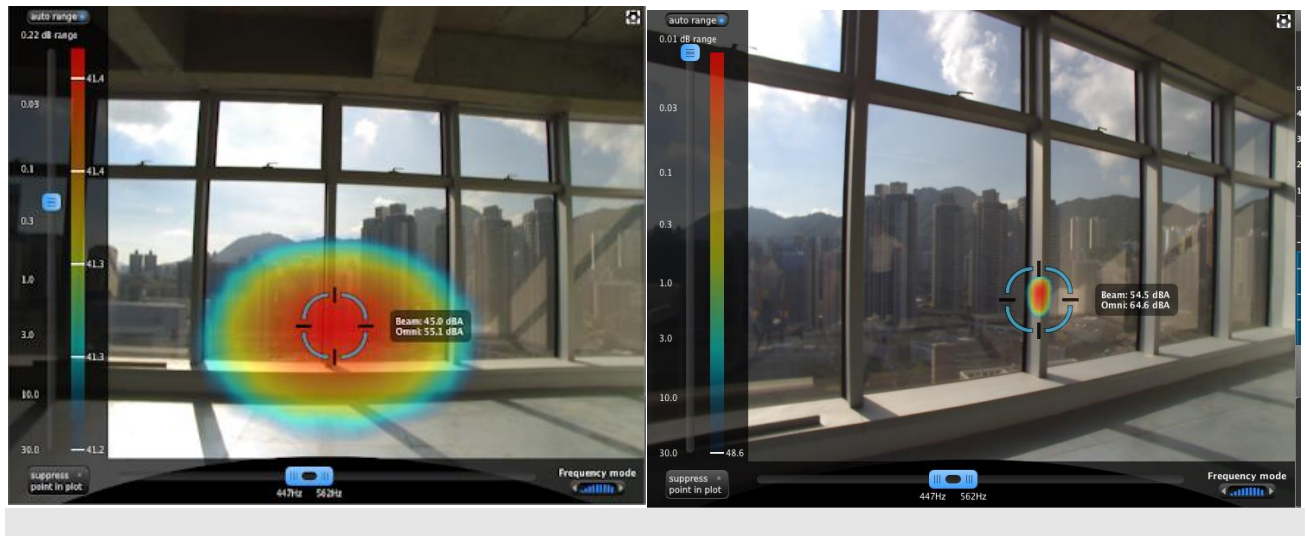 auto range
0.22 dB range
41.4
0.03
0.1
41.4
0.3
41.3
1.0
3.0
41.3
10.0
30.0
41.2
Beam: 45.0 dBA
Omni: 55.1 dBA
suppress ×
point in plot
447Hz 562Hz
Frequency mode
auto range
0.01 dB range
0.03
0.1
0.3
1.0
3.0
10.0
30.0
48.6
Beam: 54.5 dBA
Omni: 64.6 dBA
suppress ×
point in plot
447Hz 562Hz
Frequency mode